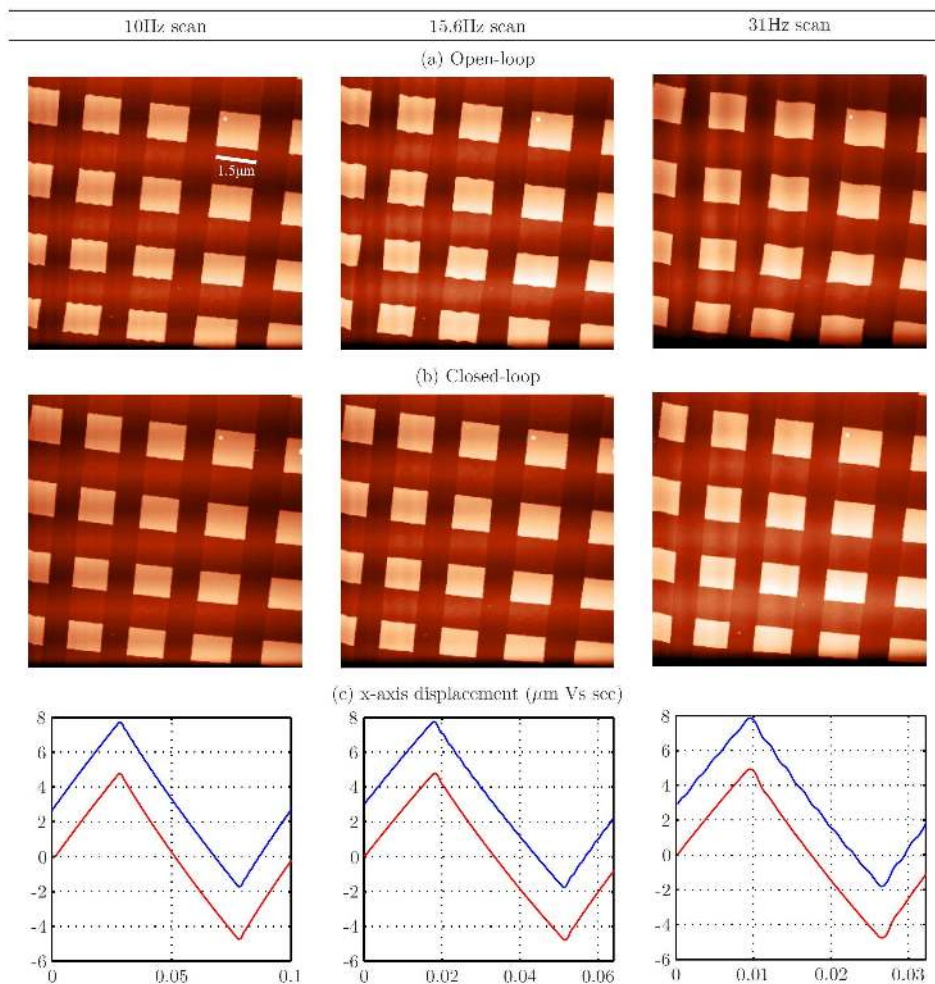 10Hz scan 15.6Hz scan 31Hz scan
(a) Open-loop
1.5μm
(b) Closed-loop
(c) x-axis displacement (μm Vs sec)
8 8 8
6 6 6
4 4 4
2 2 2
0 0 0
-2 -2 -2
-4 -4 -4
-6 -6 -6
0 0.05 0.1 0 0.02 0.04 0.06 0 0.01 0.02 0.03